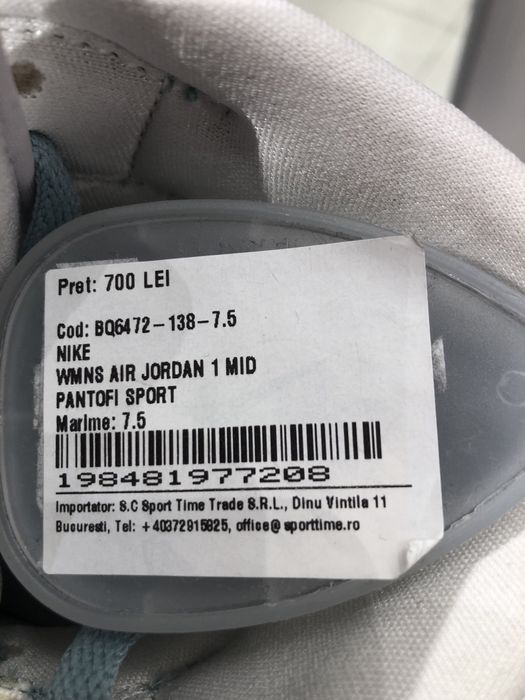 Pret: 700 LEI
Cod: BQ6472-138-7.5
NIKE
WMNS AIR JORDAN 1 MID
PANTOFI SPORT
Marime: 7.5
198481977208
Importator: S.C Sport Time Trade S.R.L., Dinu Vintila 11
Bucuresti, Tel: +40372915825, office@sporttime.ro